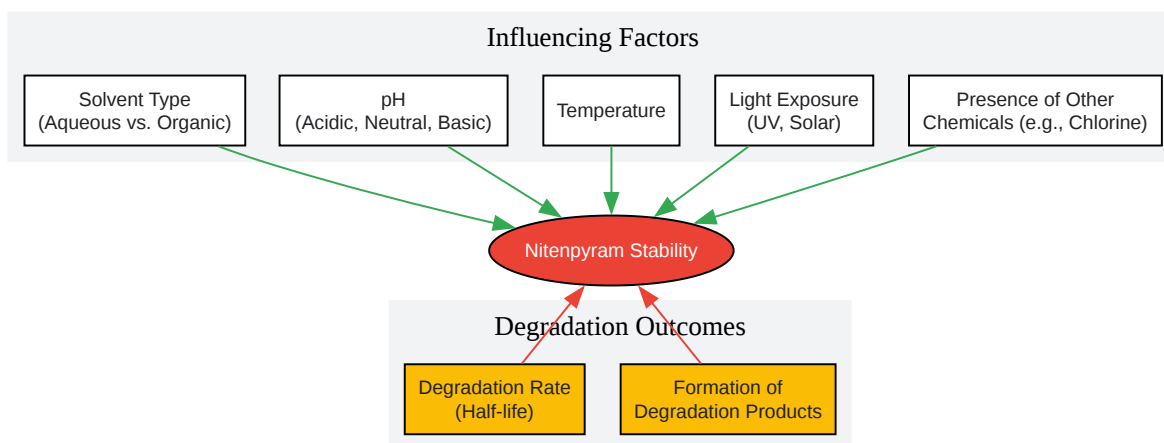 Influencing Factors
Solvent Type
(Aqueous vs. Organic)
pH
(Acidic, Neutral, Basic)
Temperature
Light Exposure
(UV, Solar)
Presence of Other
Chemicals (e.g., Chlorine)
Nitenpyram Stability
Degradation Outcomes
Degradation Rate
(Half-life)
Formation of
Degradation Products